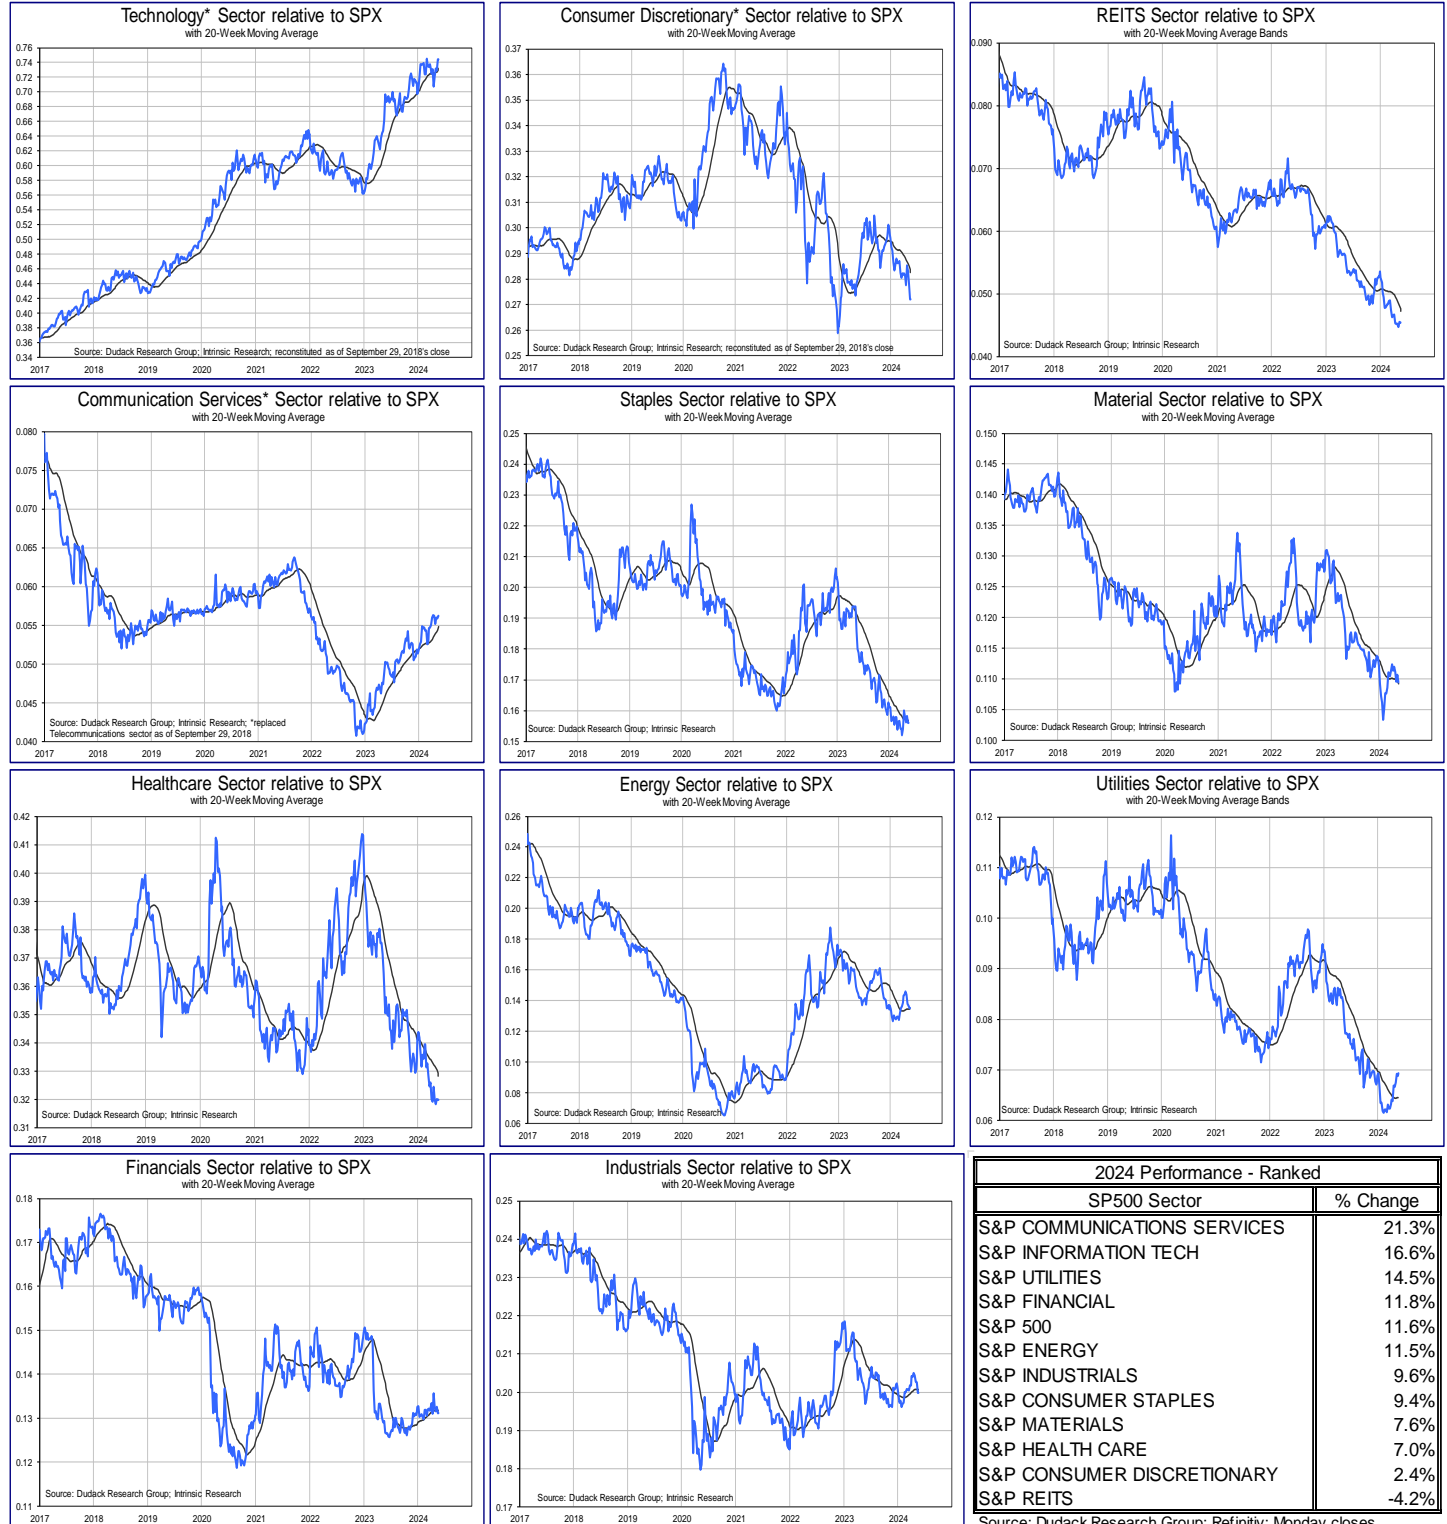 Technology* Sector relative to SPX
with 20-Week Moving Average
0.76
0.74
0.72
0.70
0.68
0.66
0.64
0.62
0.60
0.58
0.56
0.54
0.52
0.50
0.48
0.46
0.44
0.42
0.40
0.38
0.36
0.34
Source: Dudack Research Group; Intrinsic Research; reconstituted as of September 29, 2018's close
2017 2018 2019 2020 2021 2022 2023 2024
Consumer Discretionary* Sector relative to SPX
with 20-Week Moving Average
0.37
0.36
0.35
0.34
0.33
0.32
0.31
0.30
0.29
0.28
0.27
0.26
0.25
Source: Dudack Research Group; Intrinsic Research; reconstituted as of September 29, 2018's close
2017 2018 2019 2020 2021 2022 2023 2024
REITS Sector relative to SPX
with 20-Week Moving Average Bands
0.090
0.080
0.070
0.060
0.050
0.040
Source: Dudack Research Group; Intrinsic Research
2017 2018 2019 2020 2021 2022 2023 2024
Communication Services* Sector relative to SPX
with 20-Week Moving Average
0.080
0.075
0.070
0.065
0.060
0.055
0.050
0.045
0.040
Source: Dudack Research Group; Intrinsic Research; *replaced
Telecommunications sector as of September 29, 2018
2017 2018 2019 2020 2021 2022 2023 2024
Staples Sector relative to SPX
with 20-Week Moving Average
0.25
0.24
0.23
0.22
0.21
0.20
0.19
0.18
0.17
0.16
0.15
Source: Dudack Research Group; Intrinsic Research
2017 2018 2019 2020 2021 2022 2023 2024
Material Sector relative to SPX
with 20-Week Moving Average
0.150
0.145
0.140
0.135
0.130
0.125
0.120
0.115
0.110
0.105
0.100
Source: Dudack Research Group; Intrinsic Research
2017 2018 2019 2020 2021 2022 2023 2024
Healthcare Sector relative to SPX
with 20-Week Moving Average
0.42
0.41
0.40
0.39
0.38
0.37
0.36
0.35
0.34
0.33
0.32
0.31
Source: Dudack Research Group; Intrinsic Research
2017 2018 2019 2020 2021 2022 2023 2024
Energy Sector relative to SPX
with 20-Week Moving Average
0.26
0.24
0.22
0.20
0.18
0.16
0.14
0.12
0.10
0.08
0.06
Source: Dudack Research Group; Intrinsic Research
2017 2018 2019 2020 2021 2022 2023 2024
Utilities Sector relative to SPX
with 20-Week Moving Average Bands
0.12
0.11
0.10
0.09
0.08
0.07
0.06
Source: Dudack Research Group; Intrinsic Research
2017 2018 2019 2020 2021 2022 2023 2024
Financials Sector relative to SPX
with 20-Week Moving Average
0.18
0.17
0.16
0.15
0.14
0.13
0.12
0.11
Source: Dudack Research Group; Intrinsic Research
2017 2018 2019 2020 2021 2022 2023 2024
Industrials Sector relative to SPX
with 20-Week Moving Average
0.25
0.24
0.23
0.22
0.21
0.20
0.19
0.18
0.17
Source: Dudack Research Group; Intrinsic Research
2017 2018 2019 2020 2021 2022 2023 2024
2024 Performance - Ranked
SP500 Sector % Change
S&P COMMUNICATIONS SERVICES 21.3%
S&P INFORMATION TECH 16.6%
S&P UTILITIES 14.5%
S&P FINANCIAL 11.8%
S&P 500 11.6%
S&P ENERGY 11.5%
S&P INDUSTRIALS 9.6%
S&P CONSUMER STAPLES 9.4%
S&P MATERIALS 7.6%
S&P HEALTH CARE 7.0%
S&P CONSUMER DISCRETIONARY 2.4%
S&P REITS -4.2%
Source: Dudack Research Group; Refinitiv; Monday closes